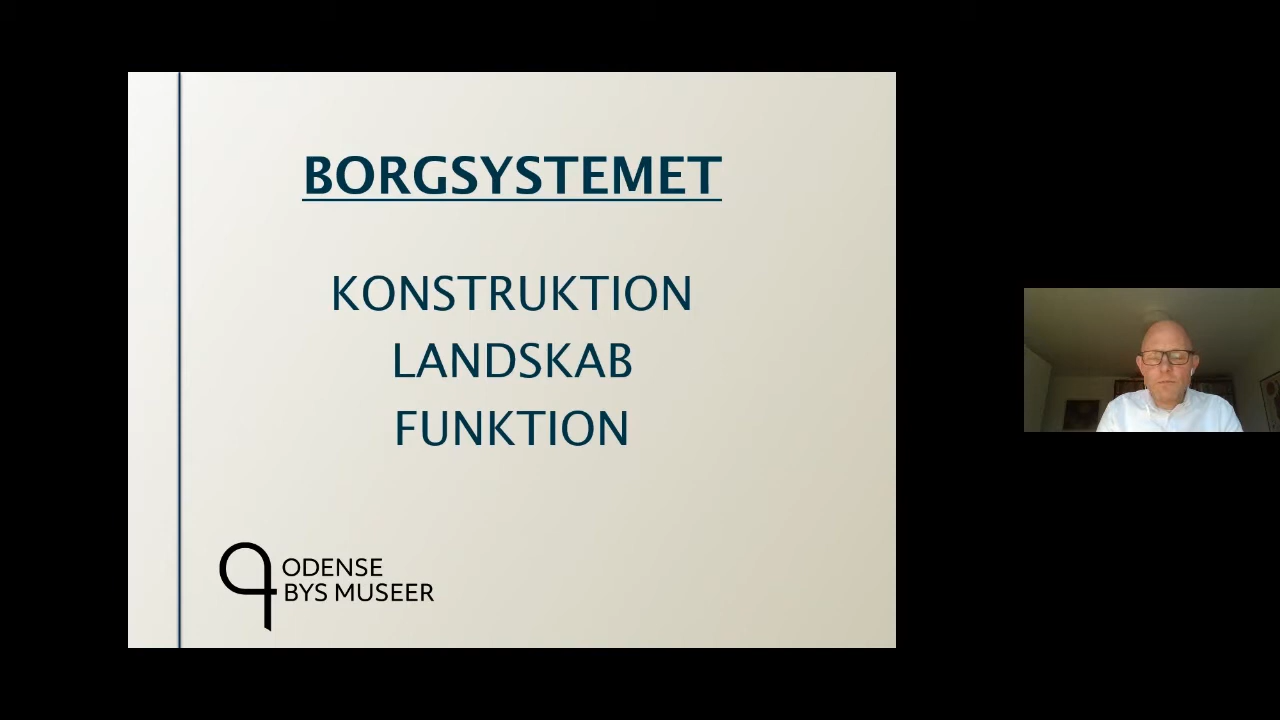 BORGSYSTEMET
KONSTRUKTION
LANDSKAB
FUNKTION
ODENSE
BYS MUSEER